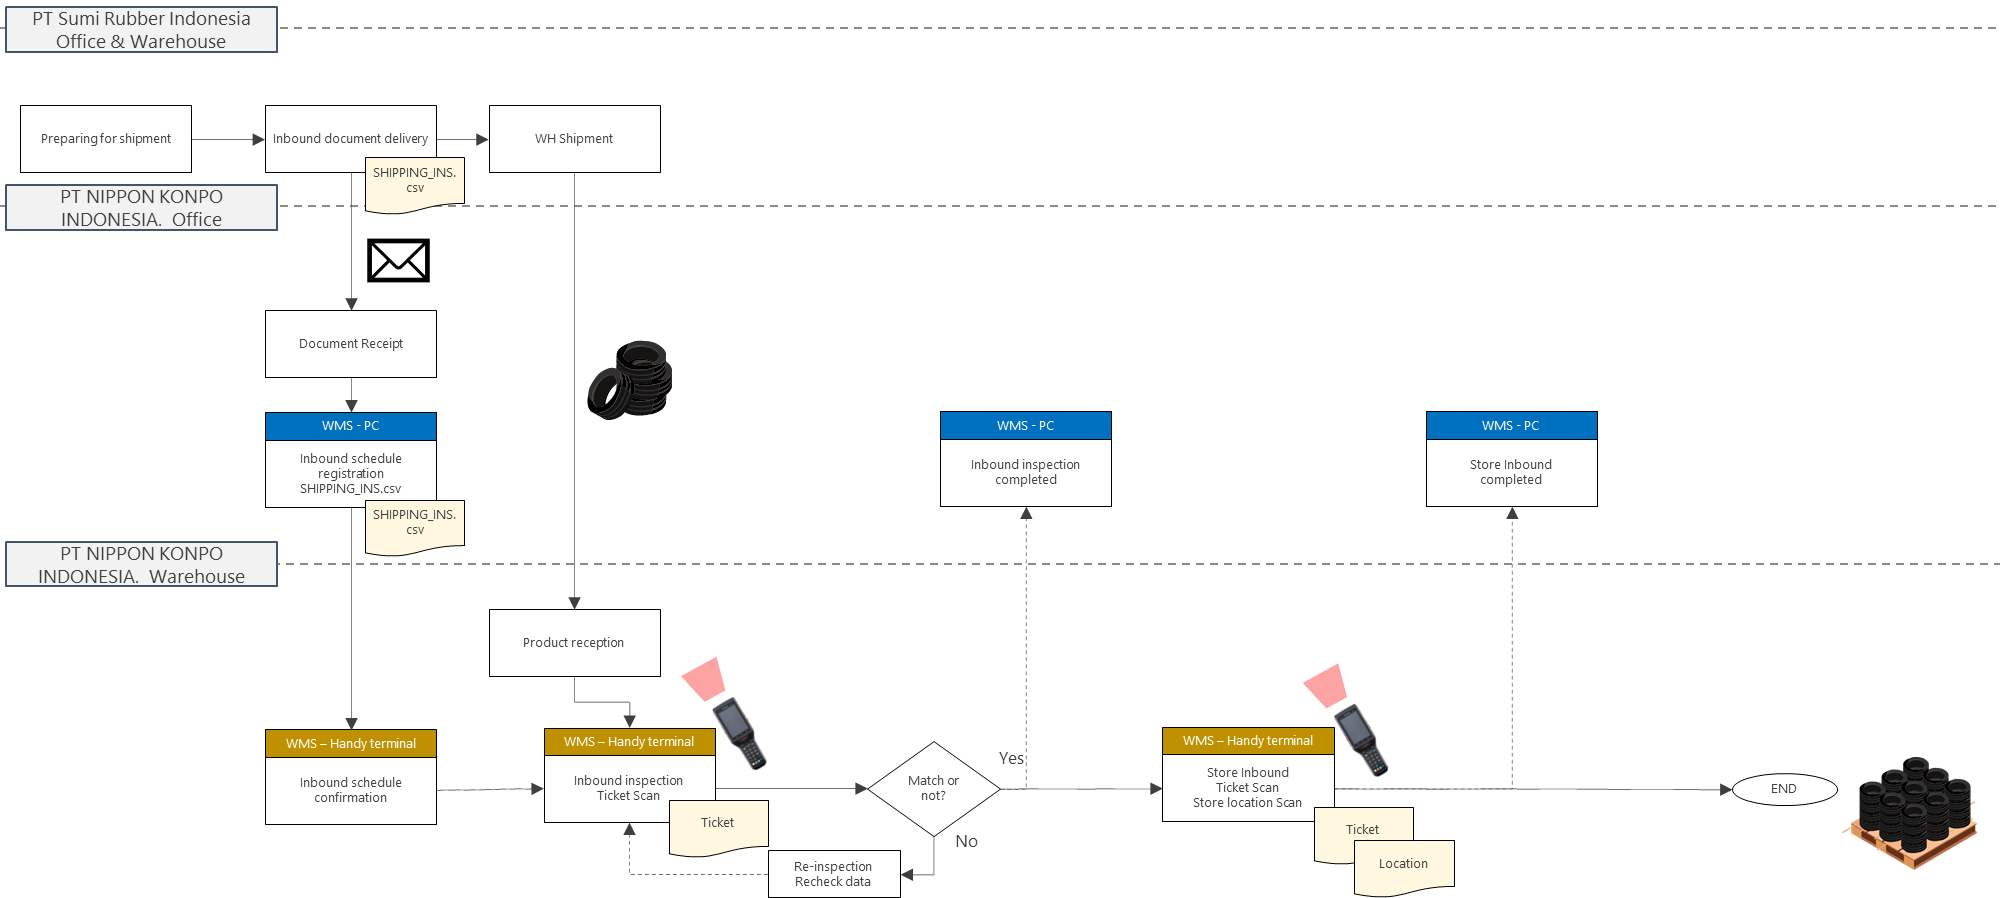 PT Sumi Rubber Indonesia
Office & Warehouse
Preparing for shipment
Inbound document delivery
WH Shipment
SHIPPING_INS.
csv
PT NIPPON KONPO
INDONESIA.  Office
Document Receipt
WMS - PC
Inbound schedule
registration
SHIPPING_INS.csv
SHIPPING_INS.
csv
WMS - PC
Inbound inspection
completed
WMS - PC
Store Inbound
completed
PT NIPPON KONPO
INDONESIA.  Warehouse
Product reception
WMS – Handy terminal
Inbound schedule
confirmation
WMS – Handy terminal
Inbound inspection
Ticket Scan
Ticket
Match or
not?
Yes
No
Re-inspection
Recheck data
WMS – Handy terminal
Store Inbound
Ticket Scan
Store location Scan
Ticket
Location
END